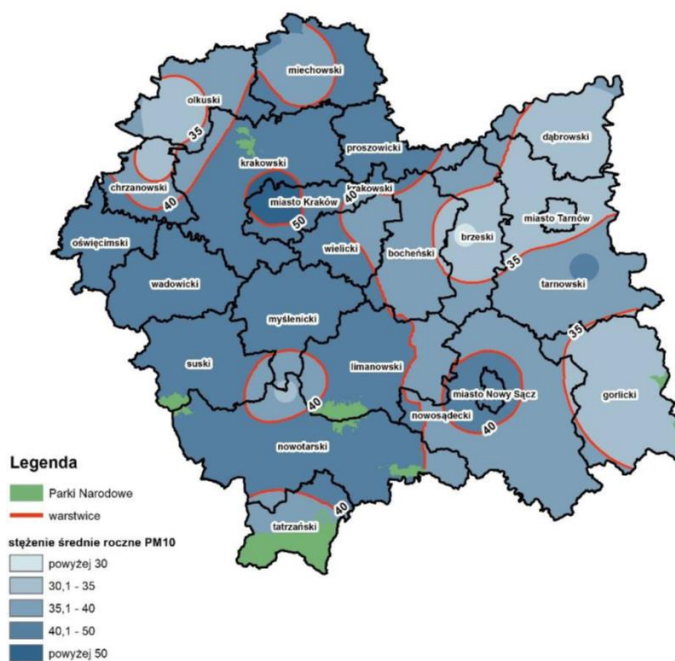 miechowski
olkuski
35
dąbrowski
proszowicki
krakowski
chrzanowski
krakowski
40
miasto Kraków
40
miasto Tarnów
50
brzeski
oświęcimski
wielicki
bocheński
35
tarnowski
wadowicki
myślenicki
35
suski
limanowski
miasto Nowy Sącz
gorlicki
40
nowosądecki
40
nowotarski
40
tatrzański
Legenda
Parki Narodowe
warstwice
stężenie średnie roczne PM10
powyżej 30
30,1 - 35
35,1 - 40
40,1 - 50
powyżej 50